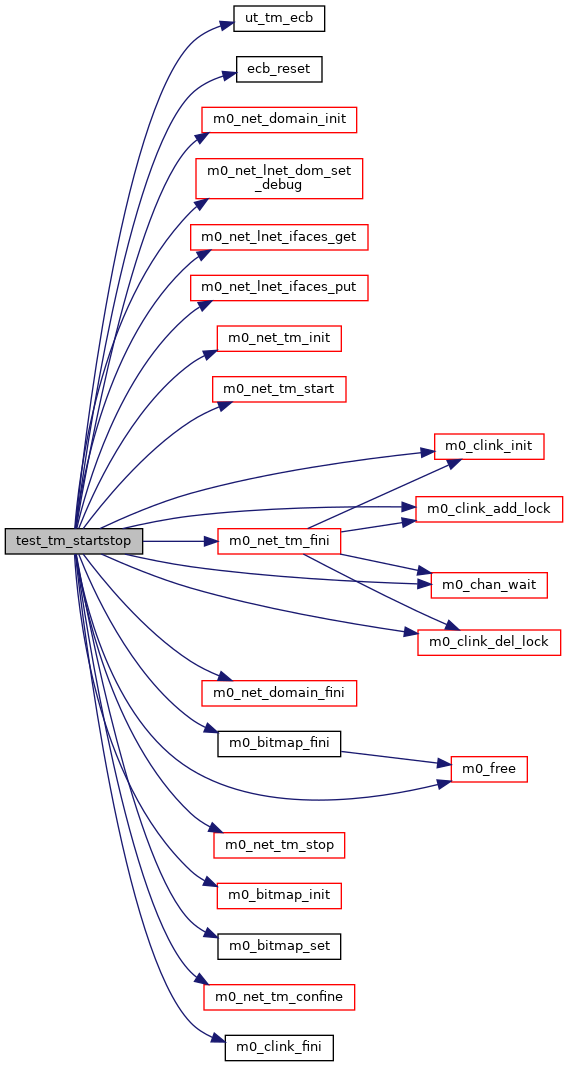 ut_tm_ecb
ecb_reset
m0_net_domain_init
m0_net_lnet_dom_set
_debug
m0_net_lnet_ifaces_get
m0_net_lnet_ifaces_put
m0_net_tm_init
m0_net_tm_start
m0_clink_init
m0_clink_add_lock
test_tm_startstop
m0_net_tm_fini
m0_chan_wait
m0_clink_del_lock
m0_net_domain_fini
m0_bitmap_fini
m0_free
m0_net_tm_stop
m0_bitmap_init
m0_bitmap_set
m0_net_tm_confine
m0_clink_fini